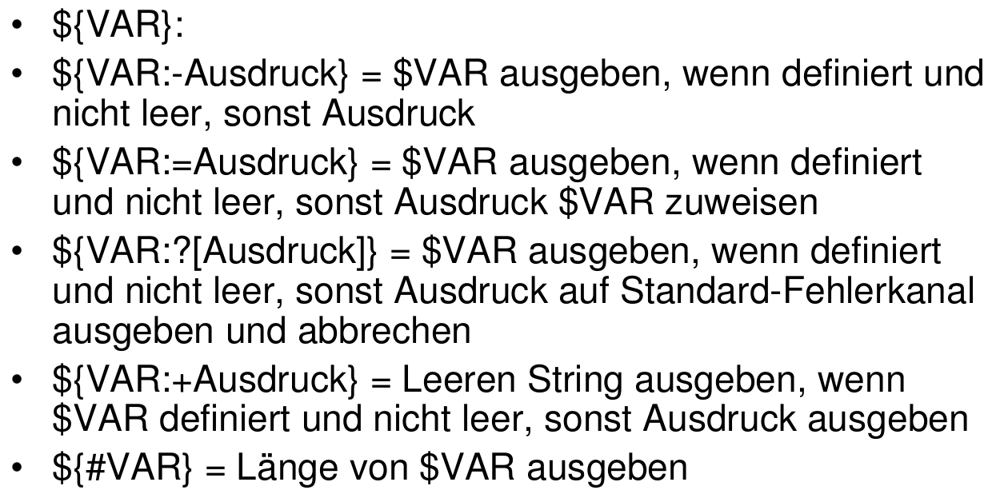 • ${VAR}:
• ${VAR:-Ausdruck} = $VAR ausgeben, wenn definiert und
nicht leer, sonst Ausdruck
• ${VAR:=Ausdruck} = $VAR ausgeben, wenn definiert
und nicht leer, sonst Ausdruck $VAR zuweisen
• ${VAR:?[Ausdruck]} = $VAR ausgeben, wenn definiert
und nicht leer, sonst Ausdruck auf Standard-Fehlerkanal
ausgeben und abbrechen
• ${VAR:+Ausdruck} = Leeren String ausgeben, wenn
$VAR definiert und nicht leer, sonst Ausdruck ausgeben
• ${#VAR} = Länge von $VAR ausgeben